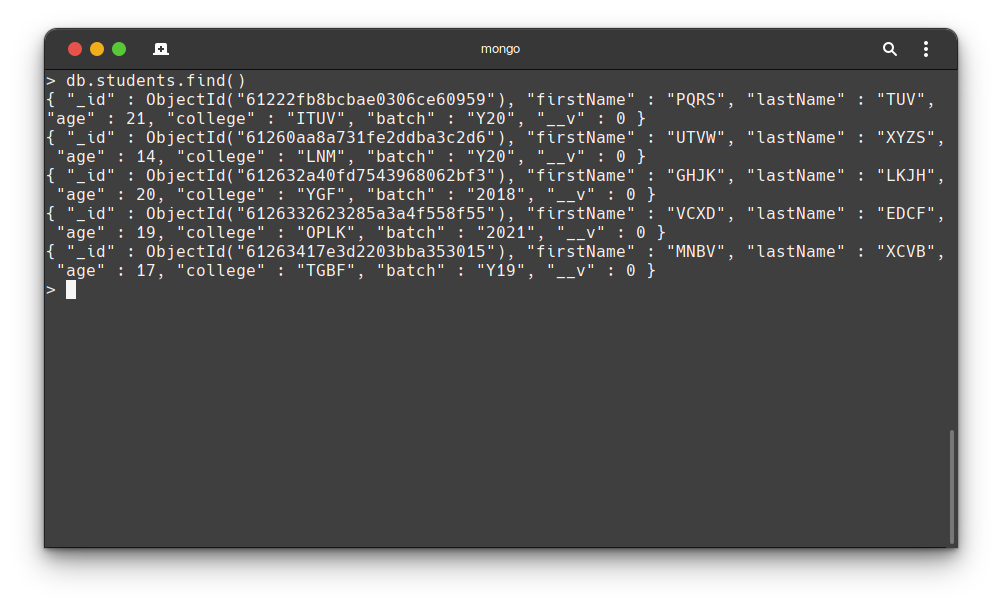 mongo
> db.students.find()
{ "_id" : ObjectId("61222fb8bcbae0306ce60959"), "firstName" : "PQRS", "lastName" : "TUV",
"age" : 21, "college" : "ITUV", "batch" : "Y20", "__v" : 0 }
{ "_id" : ObjectId("61260aa8a731fe2ddba3c2d6"), "firstName" : "UTVW", "lastName" : "XYZS",
"age" : 14, "college" : "LNM", "batch" : "Y20", "__v" : 0 }
{ "_id" : ObjectId("612632a40fd7543968062bf3"), "firstName" : "GHJK", "lastName" : "LKJH",
"age" : 20, "college" : "YGF", "batch" : "2018", "__v" : 0 }
{ "_id" : ObjectId("6126332623285a3a4f558f55"), "firstName" : "VCXD", "lastName" : "EDCF",
"age" : 19, "college" : "OPLK", "batch" : "2021", "__v" : 0 }
{ "_id" : ObjectId("61263417e3d2203bba353015"), "firstName" : "MNBV", "lastName" : "XCVB",
"age" : 17, "college" : "TGBF", "batch" : "Y19", "__v" : 0 }
>